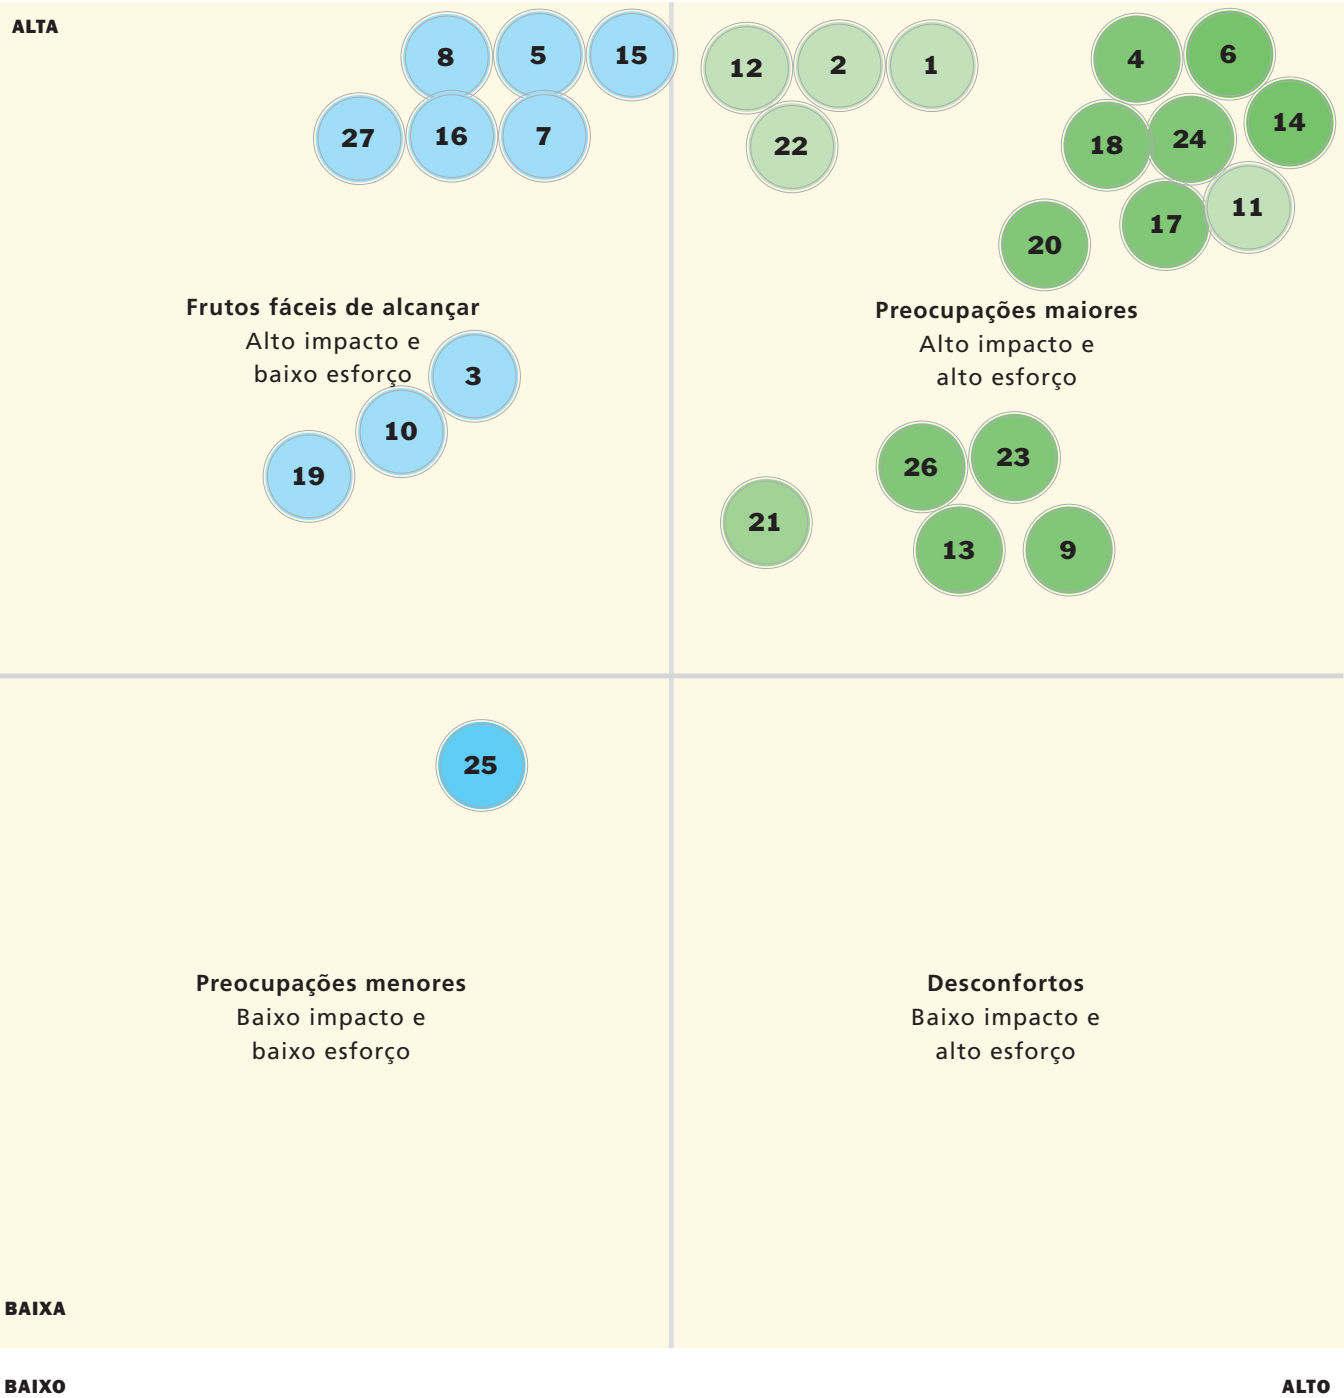 ALTA
8
5
15
27
16
7
12
2
1
22
4
6
18
24
14
17
11
20
Frutos fáceis de alcançar
Alto impacto e
baixo esforço
3
10
19
Preocupações maiores
Alto impacto e
alto esforço
26
23
21
13
9
25
Preocupações menores
Baixo impacto e
baixo esforço
Desconfortos
Baixo impacto e
alto esforço
BAIXA
BAIXO
ALTO